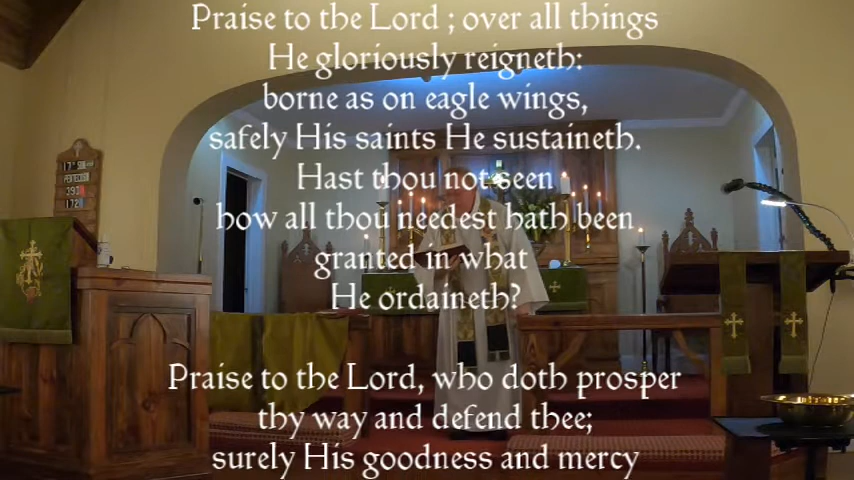 Praise to the Lord ; over all things
He gloriously reigneth:
borne as on eagle wings,
safely His saints He sustaineth.
Hast thou not seen
how all thou needest hath been
granted in what
He ordaineth?
Praise to the Lord, who doth prosper
thy way and defend thee;
surely His goodness and mercy